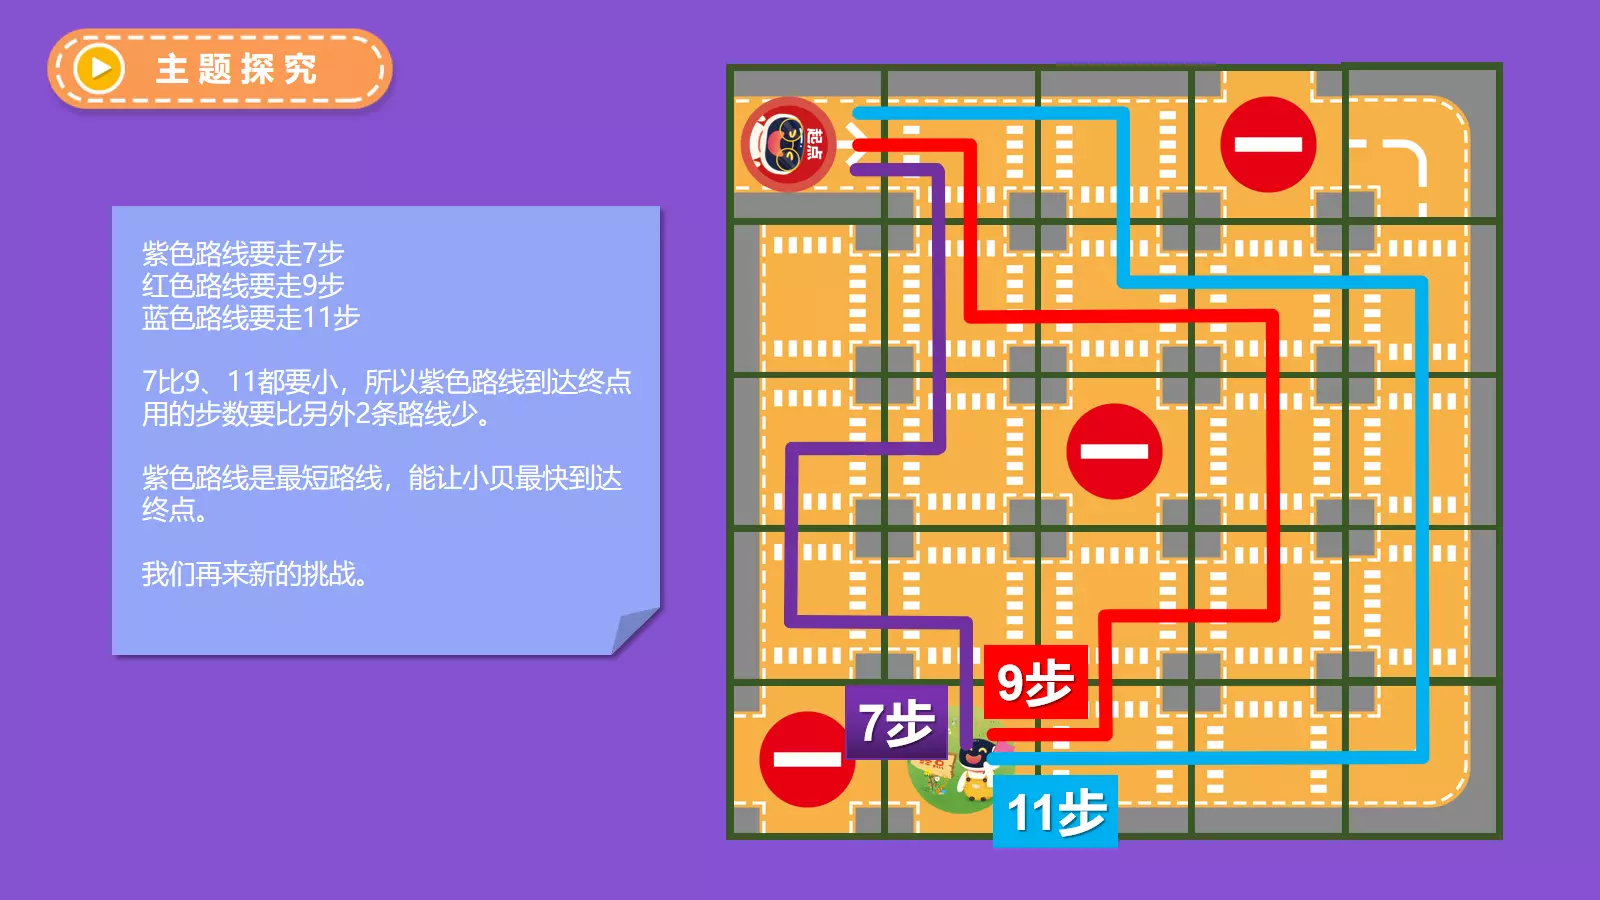 主题探究
起点
紫色路线要走7步
红色路线要走9步
蓝色路线要走11步
7比9、11都要小，所以紫色路线到达终点
用的步数要比另外2条路线少。
紫色路线是最短路线，能让小贝最快到达
终点。
我们再来新的挑战。
9步
7步
11步